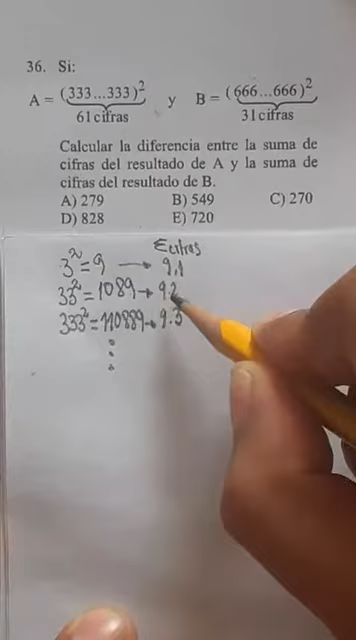 36. Si:
A = (333...333)² y B = (666...666)²
61 cifras 31 cifras
Calcular la diferencia entre la suma de
cifras del resultado de A y la suma de
cifras del resultado de B.
A) 279 B) 549 C) 270
D) 828 E) 720
Σcifras
3² = 9 → 9.1
33² = 1089 → 9.2
333² = 110889 → 9.3